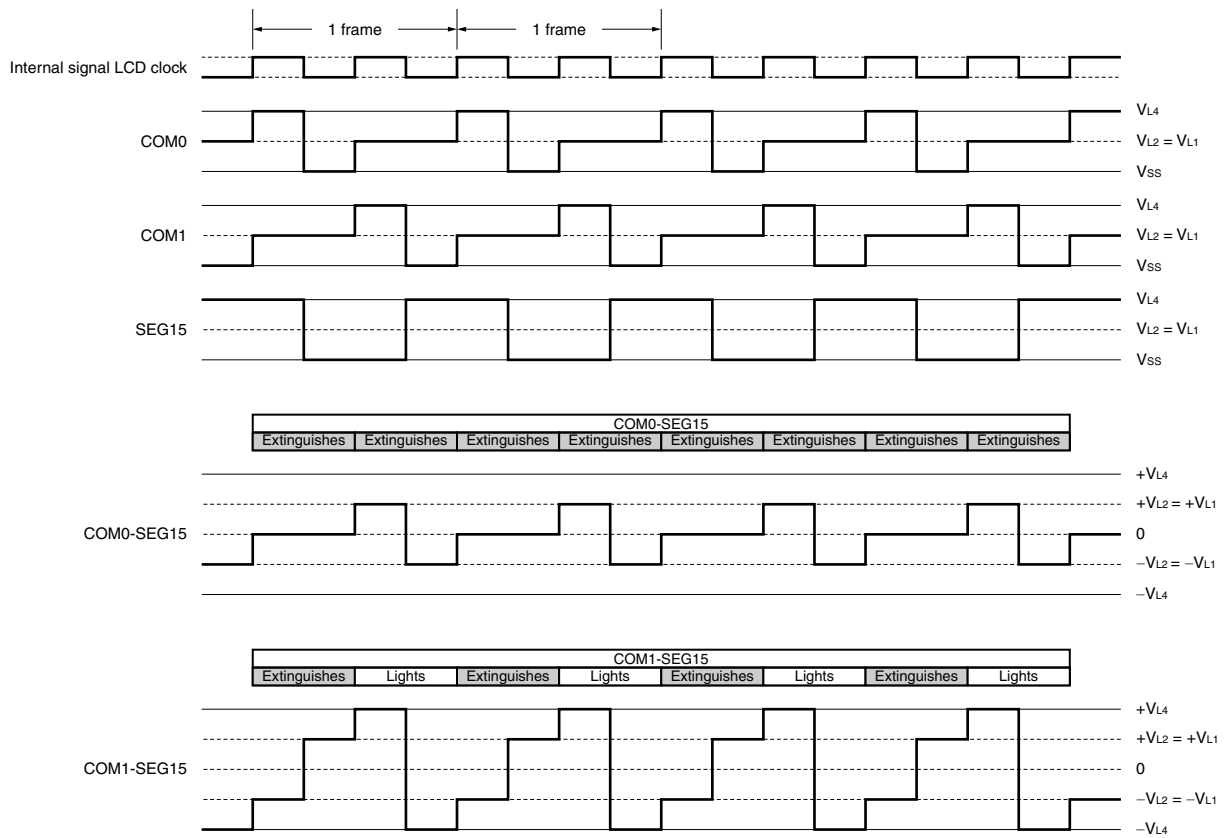 1 frame 1 frame
Internal signal LCD clock
VL4
COM0 VL2 = VL1
VSS
VL4
COM1 VL2 = VL1
VSS
VL4
SEG15 VL2 = VL1
VSS
COM0-SEG15
Extinguishes Extinguishes Extinguishes Extinguishes Extinguishes Extinguishes Extinguishes Extinguishes
+VL4
+VL2 = +VL1
COM0-SEG15 0
−VL2 = −VL1
−VL4
COM1-SEG15
Extinguishes Lights Extinguishes Lights Extinguishes Lights Extinguishes Lights
+VL4
+VL2 = +VL1
COM1-SEG15 0
−VL2 = −VL1
−VL4